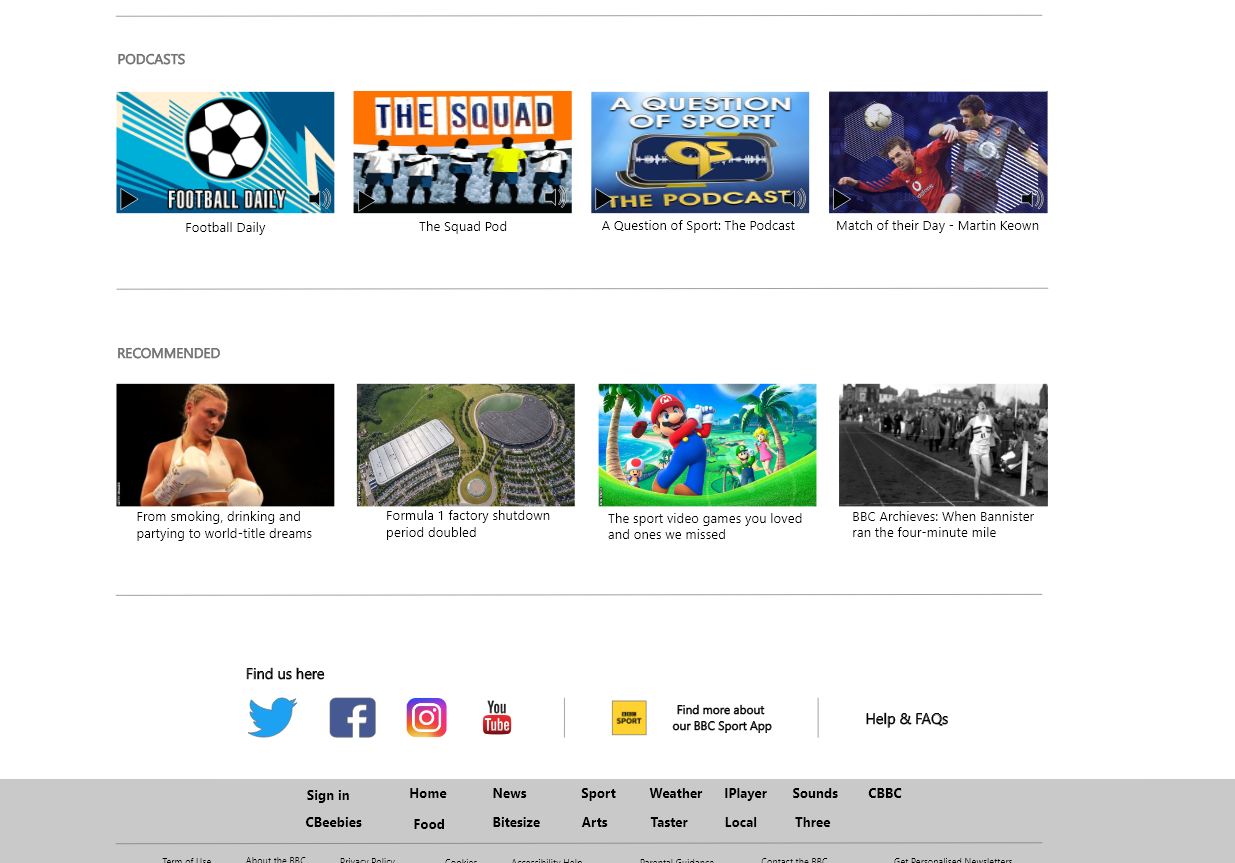 PODCASTS
FOOTBALL DAILY
THE SQUAD
A QUESTION
OF SPORT
QS
THE PODCAST
Football Daily
The Squad Pod
A Question of Sport: The Podcast
Match of their Day - Martin Keown
RECOMMENDED
From smoking, drinking and
partying to world-title dreams
Formula 1 factory shutdown
period doubled
The sport video games you loved
and ones we missed
BBC Archieves: When Bannister
ran the four-minute mile
Find us here
You
Tube
BBC
SPORT
Find more about
our BBC Sport App
Help & FAQs
Sign in Home News Sport Weather IPlayer Sounds CBBC
CBeebies Food Bitesize Arts Taster Local Three
Term of Use About the BBC Privacy Policy Cookies Accessibility Help Parental Guidance Contact the BBC Get Personalised Newsletters